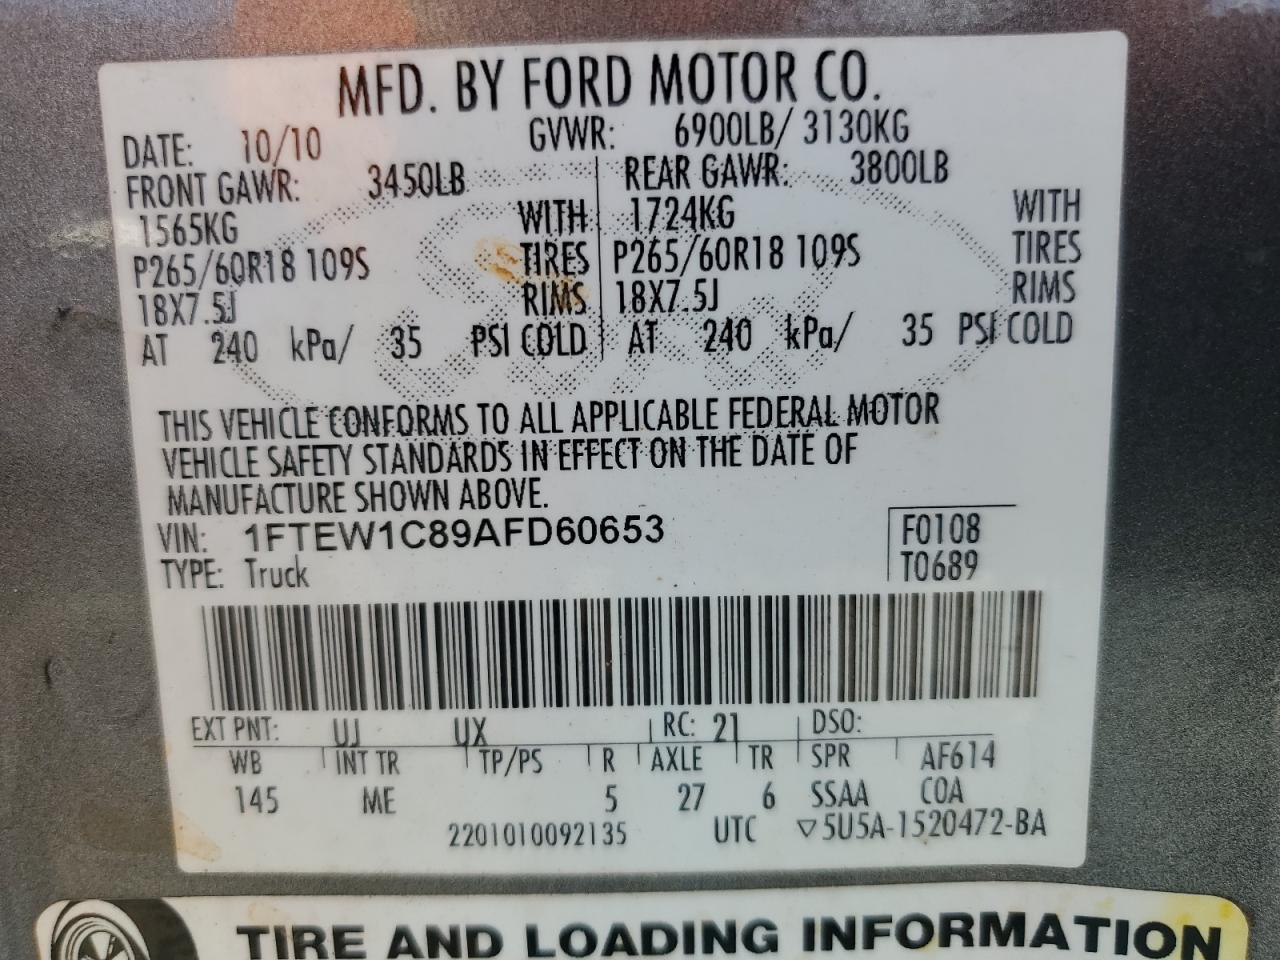 MFD. BY FORD MOTOR CO.
DATE: 10/10 GVWR: 6900LB/ 3130KG
FRONT GAWR: 3450LB REAR GAWR: 3800LB
1565KG WITH 1724KG WITH
P265/60R18 109S TIRES P265/60R18 109S TIRES
18X7.5J RIMS 18X7.5J RIMS
AT 240 kPa/ 35 PSI COLD AT 240 kPa/ 35 PSI COLD
THIS VEHICLE CONFORMS TO ALL APPLICABLE FEDERAL MOTOR
VEHICLE SAFETY STANDARDS IN EFFECT ON THE DATE OF
MANUFACTURE SHOWN ABOVE.
VIN: 1FTEW1C89AFD60653 F0108
TYPE: Truck T0689
EXT PNT: UJ UX RC: 21 DSO:
WB INT TR TP/PS R AXLE TR SPR AF614
145 ME 5 27 6 SSAA COA
2201010092135 UTC ▽5U5A-1520472-BA
TIRE AND LOADING INFORMATION